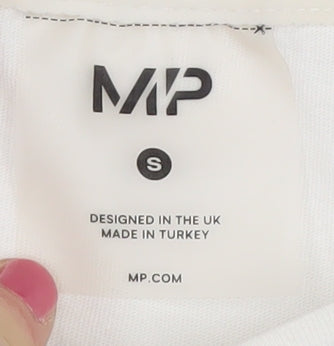 MP
S
DESIGNED IN THE UK
MADE IN TURKEY
MP.COM